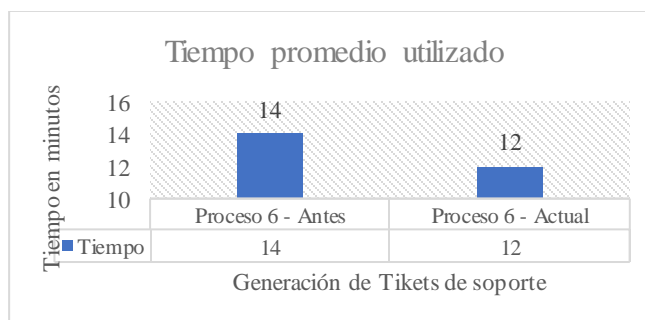 Tiempo promedio utilizado
Tiempo en minutos
16
14
12
10
14
12
Proceso 6 - Antes
Proceso 6 - Actual
Tiempo
14
12
Generación de Tikets de soporte